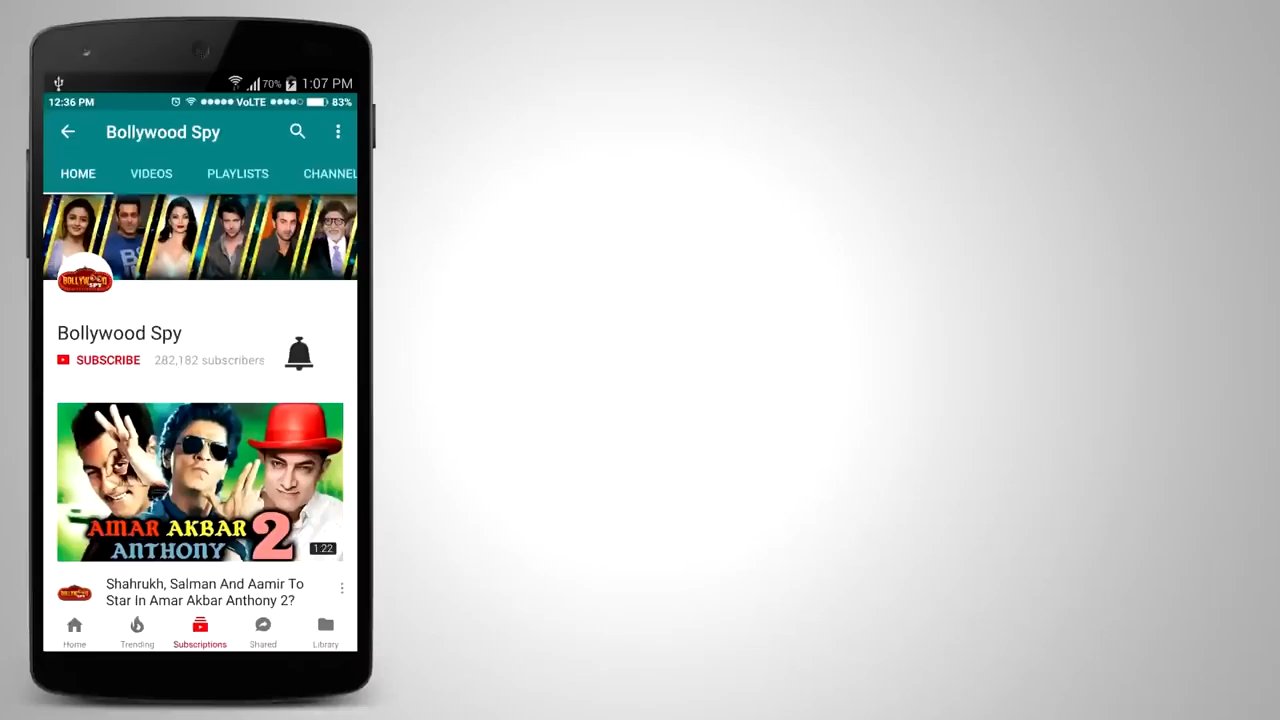 70% 1:07 PM
12:36 PM VoLTE 83%
Bollywood Spy
HOME VIDEOS PLAYLISTS CHANNEL
BOLLYWOOD
SPY
Bollywood Spy
SUBSCRIBE 282,182 subscribers
AMAR AKBAR
ANTHONY 2
1:22
Shahrukh, Salman And Aamir To
Star In Amar Akbar Anthony 2?
Home Trending Subscriptions Shared Library